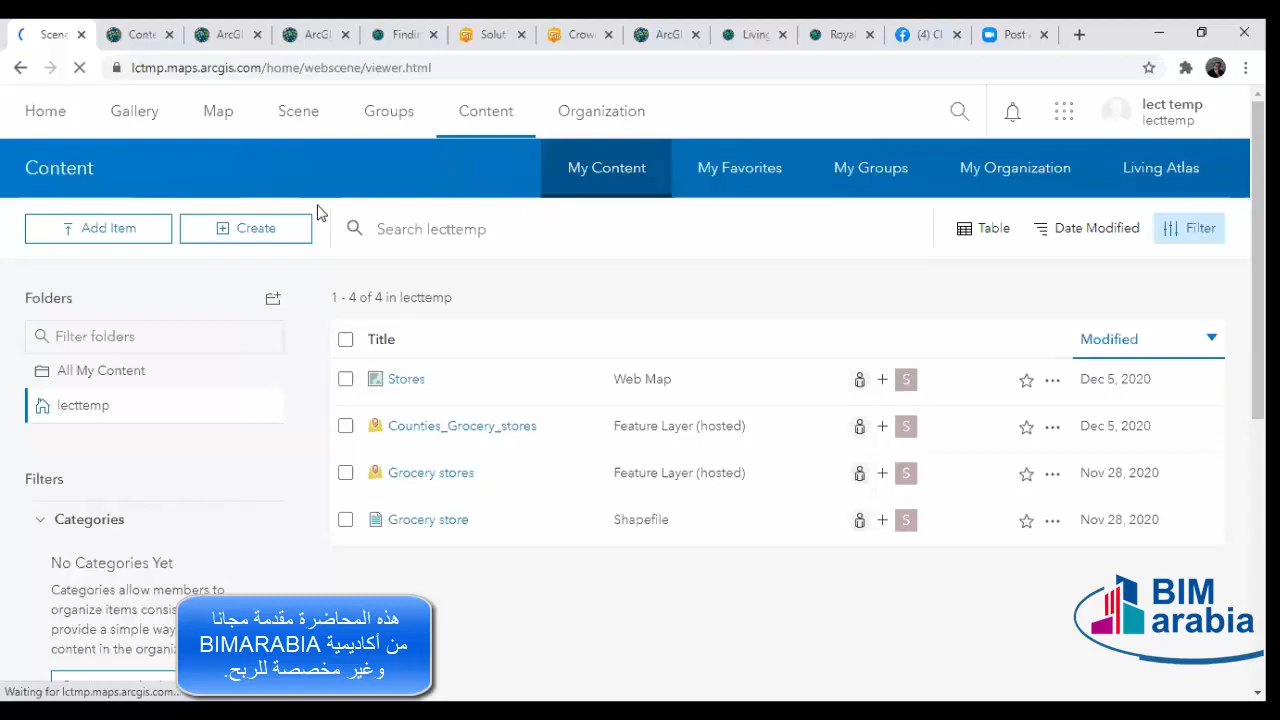 Scene
Conte
ArcGI
ArcGI
Findin
Solut
Crow
ArcGI
Living
Royal
(4) Cl
Post
lctmp.maps.arcgis.com/home/webscene/viewer.html
Home
Gallery
Map
Scene
Groups
Content
Organization
lect temp
lecttemp
Content
My Content
My Favorites
My Groups
My Organization
Living Atlas
Add Item
Create
Search lecttemp
Table
Date Modified
Filter
Folders
Filter folders
All My Content
lecttemp
1 - 4 of 4 in lecttemp
Title
Modified
Stores Web Map + S Dec 5, 2020
Counties_Grocery_stores Feature Layer (hosted) + S Dec 5, 2020
Grocery stores Feature Layer (hosted) + S Nov 28, 2020
Grocery store Shapefile + S Nov 28, 2020
Filters
Categories
No Categories Yet
Categories allow members to
organize items consi
provide a simple way
content in the organiz
هذه المحاضرة مقدمة مجانا
من أكاديمية BIMARABIA
وغير مخصصة للربح.
BIM
arabia
Waiting for lctmp.maps.arcgis.com...